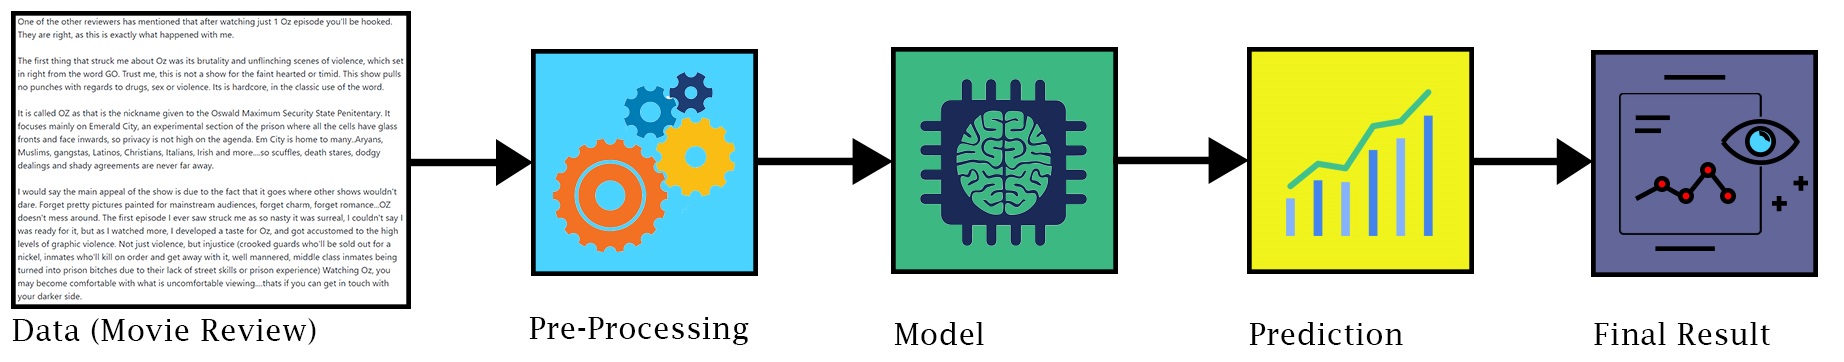 One of the other reviewers has mentioned that after watching just 1 Oz episode you'll be hooked.
They are right, as this is exactly what happened with me.
The first thing that struck me about Oz was its brutality and unflinching scenes of violence, which set
in right from the word GO. Trust me, this is not a show for the faint hearted or timid. This show pulls
no punches with regards to drugs, sex or violence. Its is hardcore, in the classic use of the word.
It is called OZ as that is the nickname given to the Oswald Maximum Security State Penitentary. It
focuses mainly on Emerald City, an experimental section of the prison where all the cells have glass
fronts and face inwards, so privacy is not high on the agenda. Em City is home to many..Aryans,
Muslims, gangstas, Latinos, Christians, Italians, Irish and more....so scuffles, death stares, dodgy
dealings and shady agreements are never far away.
I would say the main appeal of the show is due to the fact that it goes where other shows wouldn't
dare. Forget pretty pictures painted for mainstream audiences, forget charm, forget romance...OZ
doesn't mess around. The first episode I ever saw struck me as so nasty it was surreal, I couldn't say I
was ready for it, but as I watched more, I developed a taste for Oz, and got accustomed to the high
levels of graphic violence. Not just violence, but injustice (crooked guards who'll be sold out for a
nickel, inmates who'll kill on order and get away with it, well mannered, middle class inmates being
turned into prison bitches due to their lack of street skills or prison experience) Watching Oz, you
may become comfortable with what is uncomfortable viewing....thats if you can get in touch with
your darker side.
Data (Movie Review)
Pre-Processing
Model
Prediction
Final Result